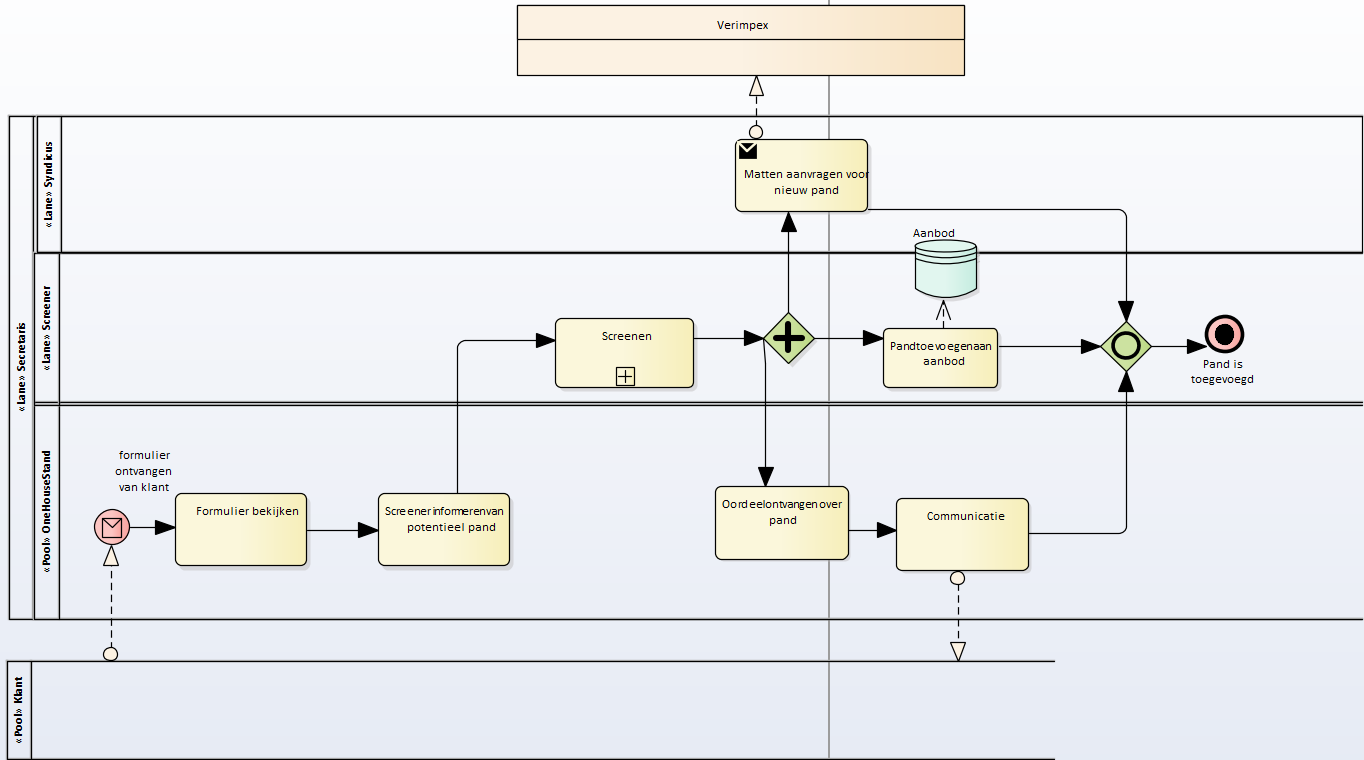 Verimpex
«Lane» Syndicus
Matten aanvragen voor
nieuw pand
Aanbod
«Lane» Secretaris
«Lane» Screener
Screenen
Pandtoevoegenaan
aanbod
Pand is
toegevoegd
«Pool» OneHouseStand
formulier
ontvangen
van klant
Formulier bekijken
Screenerinformerenvan
potentieel pand
Oordeelontvangenover
pand
Communicatie
«Pool» Klant